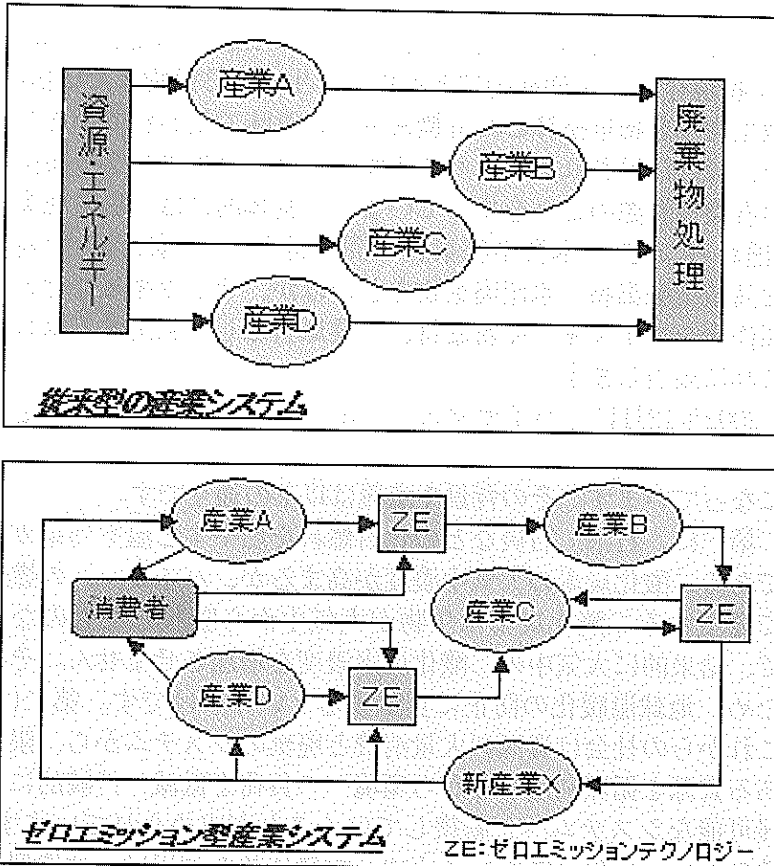 産業A
資源・エネルギー
産業B
産業C
産業D
廃棄物処理
従来型の産業システム
産業A
ZE
産業B
消費者
産業C
ZE
産業D
ZE
新産業X
ゼロエミッション型産業システム
ZE:ゼロエミッションテクノロジー